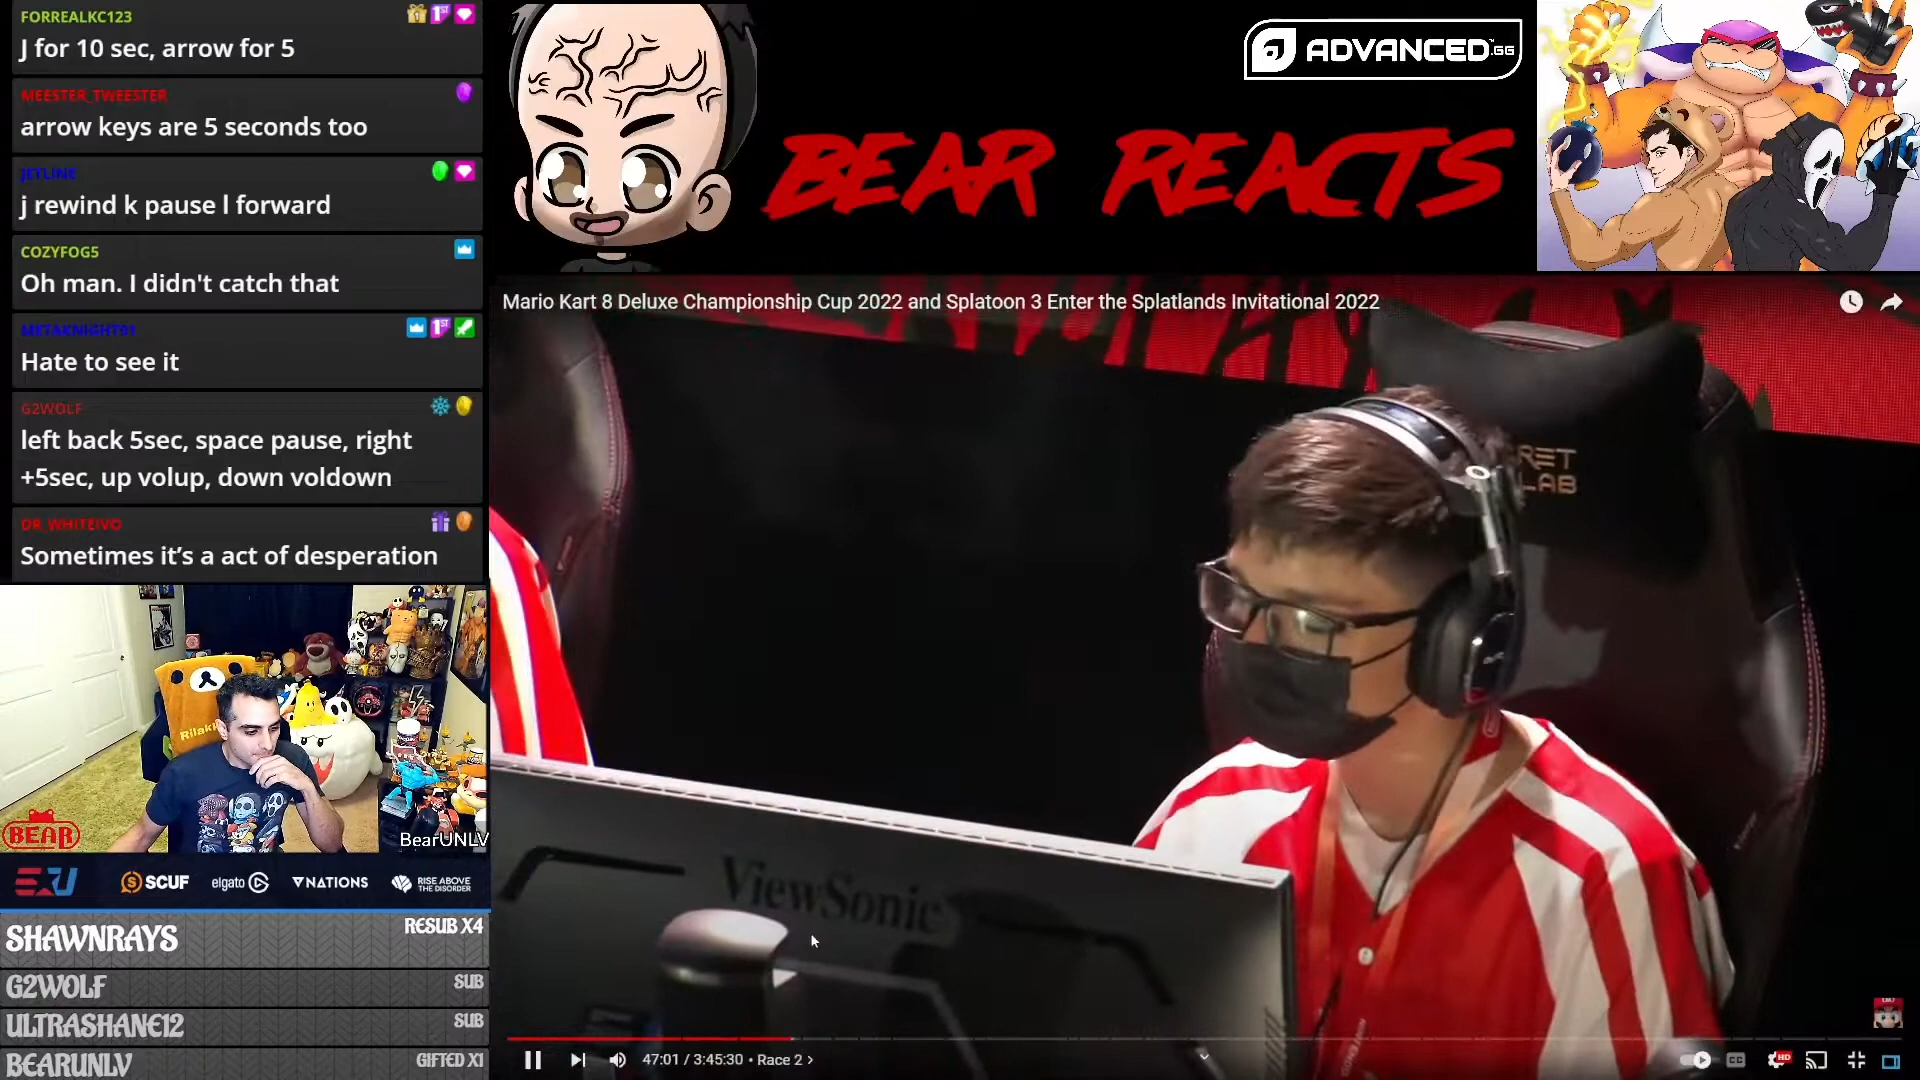 FORREALKC123
J for 10 sec, arrow for 5
MEESTER_TWEESTER
arrow keys are 5 seconds too
JETLINE
j rewind k pause l forward
COZYFOG5
Oh man. I didn't catch that
METAKNIGHT91
Hate to see it
G2WOLF
left back 5sec, space pause, right
+5sec, up volup, down voldown
DR_WHITEIVO
Sometimes it’s a act of desperation
BEAR REACTS
ADVANCED.GG
Mario Kart 8 Deluxe Championship Cup 2022 and Splatoon 3 Enter the Splatlands Invitational 2022
RET
LAB
ViewSonic
BEAR
BearUNLV
EXU
SCUF
elgato
NATIONS
RISE ABOVE
THE DISORDER
SHAWNRAYS
RESUB X4
G2WOLF
SUB
ULTRASHANE12
SUB
BEARUNLV
GIFTED X1
47:01 / 3:45:30 • Race 2 >
CC
HD